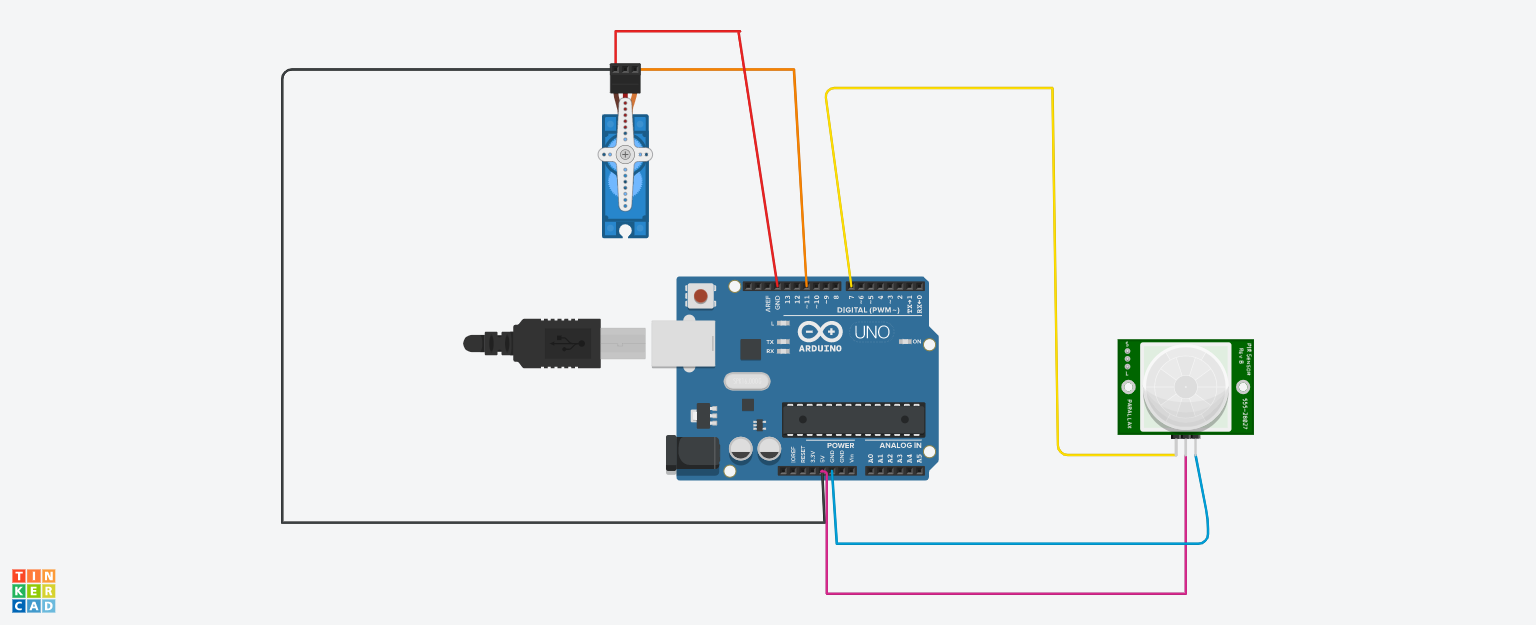 AREF
GND
13
12
~11
~10
~9
8
7
~6
~5
4
~3
2
TX→1
RX←0
DIGITAL (PWM~)
L
TX
RX
ARDUINO
UNO
ON
POWER
ANALOG IN
IOREF
RESET
3.3V
5V
GND
GND
Vin
A0
A1
A2
A3
A4
A5
PIR Sensor
Rev B
555-28027
PARALLAX
S
L
TIN
KER
CAD